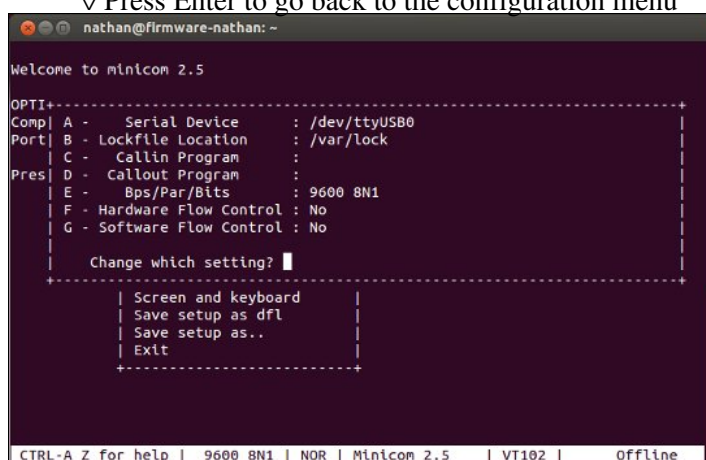 √ Press Enter to go back to the configuration menu
nathan@firmware-nathan: ~
Welcome to minicom 2.5
OPTI+-----------------------------------------------------------------------+
Comp| A -    Serial Device      : /dev/ttyUSB0                              |
Port| B - Lockfile Location     : /var/lock                                 |
    | C -   Callin Program      :                                           |
Pres| D -  Callout Program      :                                           |
    | E -    Bps/Par/Bits       : 9600 8N1                                  |
    | F - Hardware Flow Control : No                                        |
    | G - Software Flow Control : No                                        |
    |                                                                       |
    |    Change which setting?                                              |
    +-----------------------------------------------------------------------+
            | Screen and keyboard      |
            | Save setup as dfl        |
            | Save setup as..          |
            | Exit                     |
            +--------------------------+
CTRL-A Z for help |  9600 8N1 | NOR | Minicom 2.5    | VT102 |      Offline